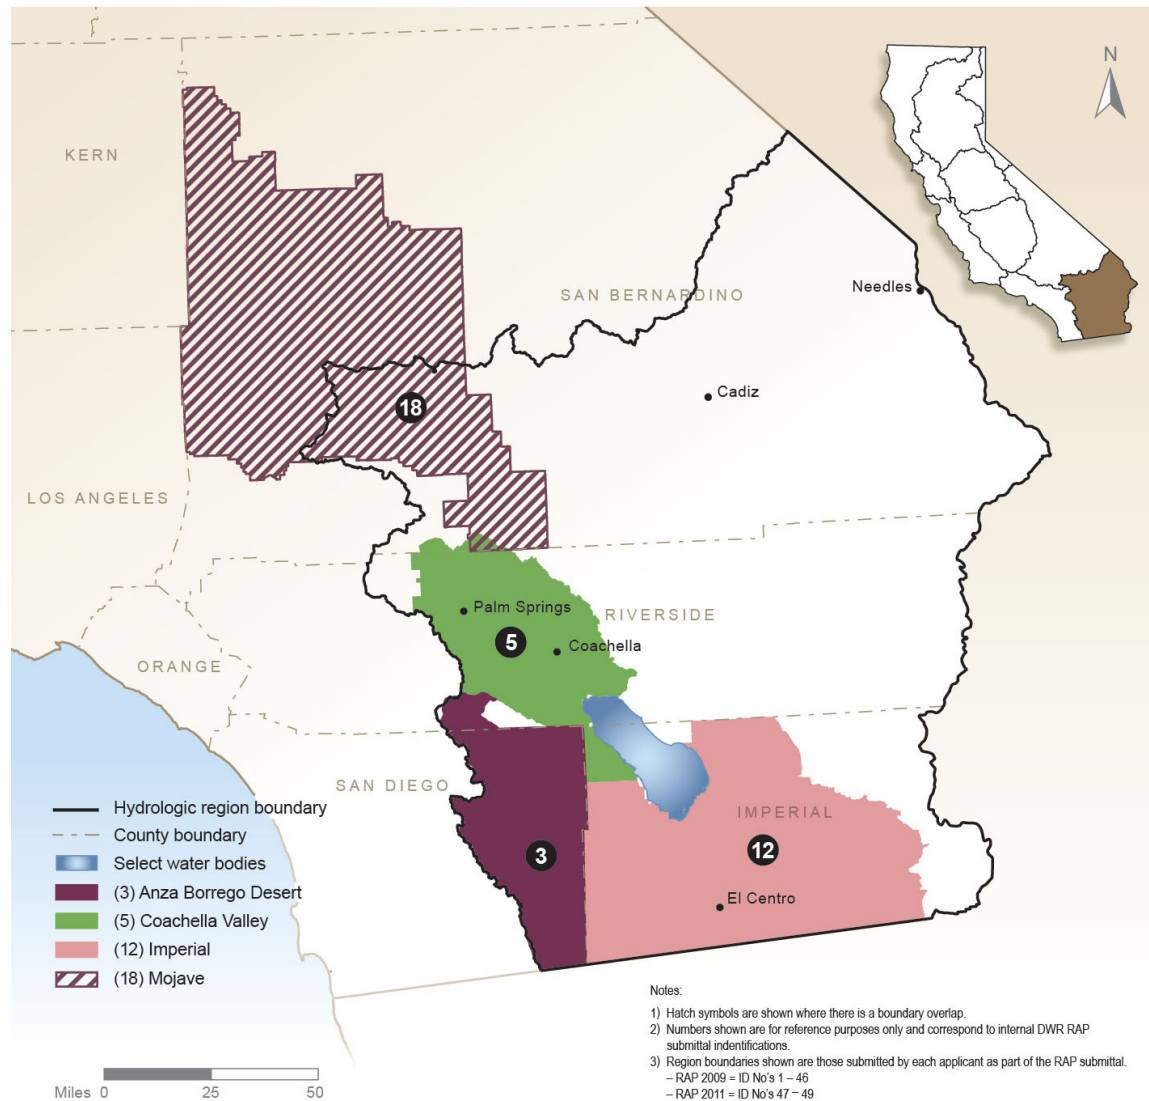 N
KERN
SAN BERNARDINO
Needles
Cadiz
18
LOS ANGELES
Palm Springs
RIVERSIDE
5
Coachella
ORANGE
SAN DIEGO
IMPERIAL
3
12
El Centro
Hydrologic region boundary
County boundary
Select water bodies
(3) Anza Borrego Desert
(5) Coachella Valley
(12) Imperial
(18) Mojave
Notes:
1) Hatch symbols are shown where there is a boundary overlap.
2) Numbers shown are for reference purposes only and correspond to internal DWR RAP
submittal indentifications.
3) Region boundaries shown are those submitted by each applicant as part of the RAP submittal.
– RAP 2009 = ID No's 1 – 46
– RAP 2011 = ID No's 47 – 49
Miles 0 25 50